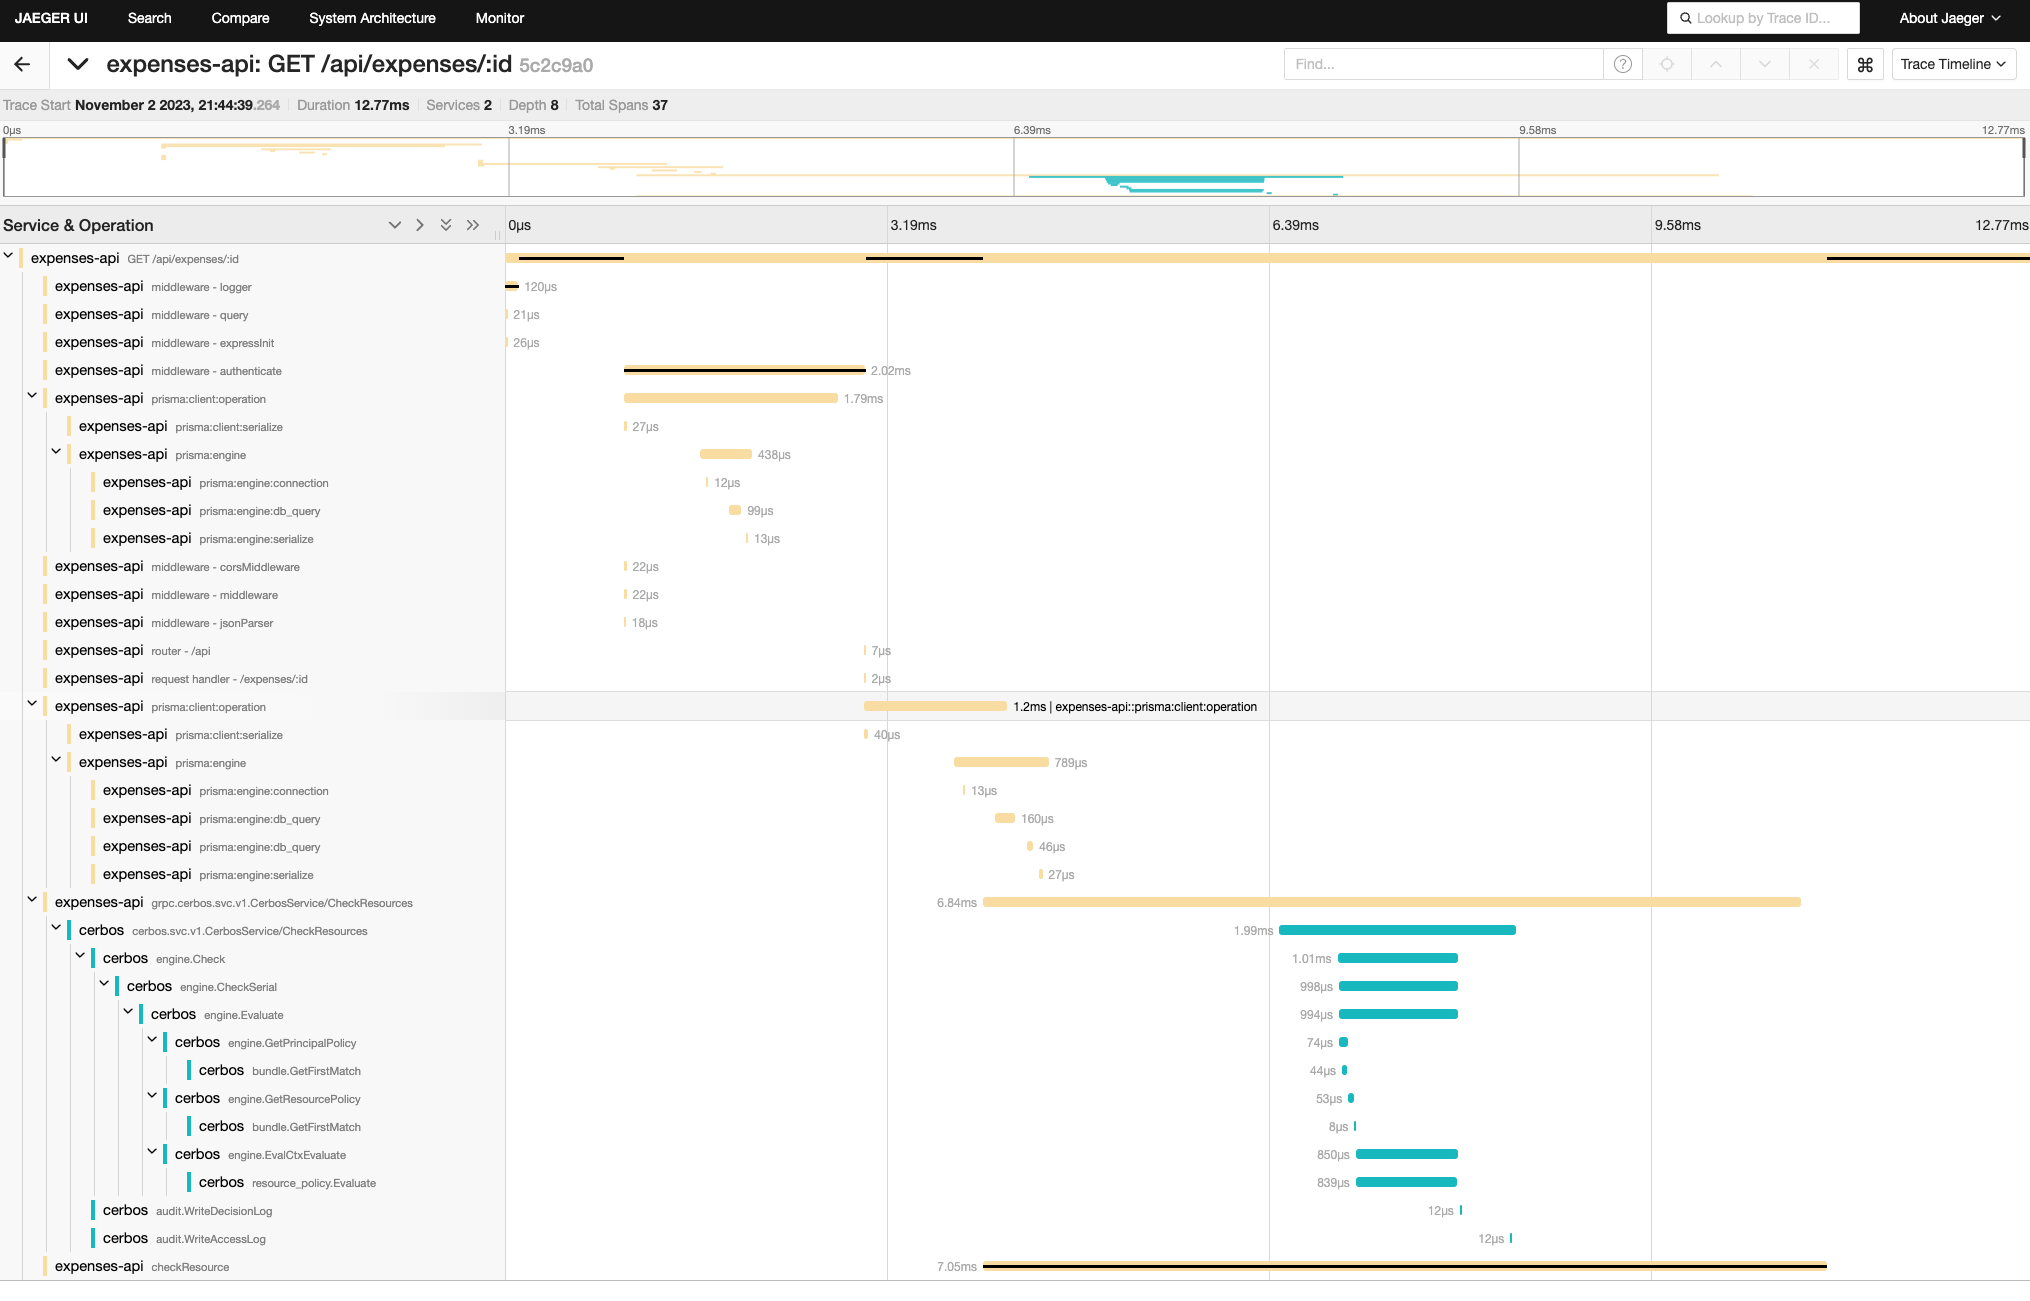 JAEGER UI Search Compare System Architecture Monitor Lookup by Trace ID... About Jaeger
expenses-api: GET /api/expenses/:id 5c2c9a0 Find... ? ⌘ Trace Timeline
Trace Start November 2 2023, 21:44:39.264 Duration 12.77ms Services 2 Depth 8 Total Spans 37
0μs 3.19ms 6.39ms 9.58ms 12.77ms
Service & Operation 0μs 3.19ms 6.39ms 9.58ms 12.77ms
expenses-api GET /api/expenses/:id
expenses-api middleware - logger 120μs
expenses-api middleware - query 21μs
expenses-api middleware - expressInit 26μs
expenses-api middleware - authenticate 2.02ms
expenses-api prisma:client:operation 1.79ms
expenses-api prisma:client:serialize 27μs
expenses-api prisma:engine 438μs
expenses-api prisma:engine:connection 12μs
expenses-api prisma:engine:db_query 99μs
expenses-api prisma:engine:serialize 13μs
expenses-api middleware - corsMiddleware 22μs
expenses-api middleware - middleware 22μs
expenses-api middleware - jsonParser 18μs
expenses-api router - /api 7μs
expenses-api request handler - /expenses/:id 2μs
expenses-api prisma:client:operation 1.2ms | expenses-api::prisma:client:operation
expenses-api prisma:client:serialize 40μs
expenses-api prisma:engine 789μs
expenses-api prisma:engine:connection 13μs
expenses-api prisma:engine:db_query 160μs
expenses-api prisma:engine:db_query 46μs
expenses-api prisma:engine:serialize 27μs
expenses-api grpc.cerbos.svc.v1.CerbosService/CheckResources 6.84ms
cerbos cerbos.svc.v1.CerbosService/CheckResources 1.99ms
cerbos engine.Check 1.01ms
cerbos engine.CheckSerial 998μs
cerbos engine.Evaluate 994μs
cerbos engine.GetPrincipalPolicy 74μs
cerbos bundle.GetFirstMatch 44μs
cerbos engine.GetResourcePolicy 53μs
cerbos bundle.GetFirstMatch 8μs
cerbos engine.EvalCtxEvaluate 850μs
cerbos resource_policy.Evaluate 839μs
cerbos audit.WriteDecisionLog 12μs
cerbos audit.WriteAccessLog 12μs
expenses-api checkResource 7.05ms